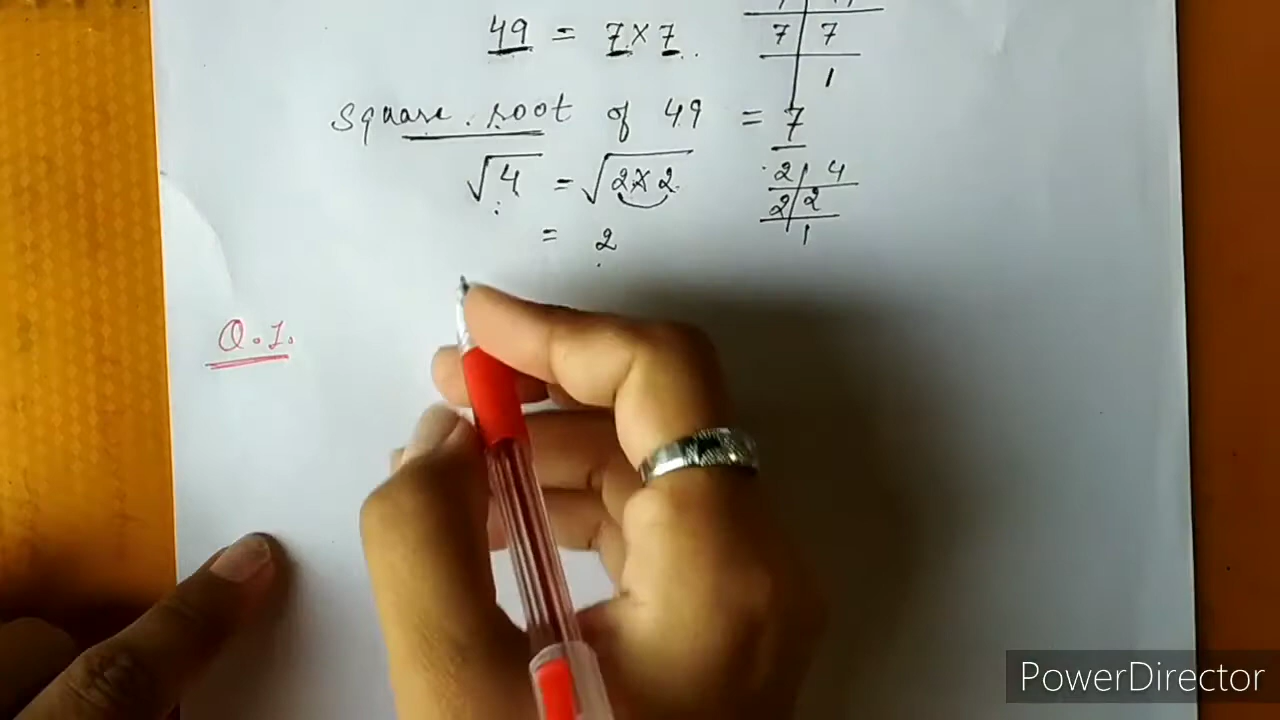 49 = 7×7.
7 | 7
1
square root of 49 = 7
√4 = √2×2
2 | 4
2 | 2
1
= 2
Q.1.
PowerDirector